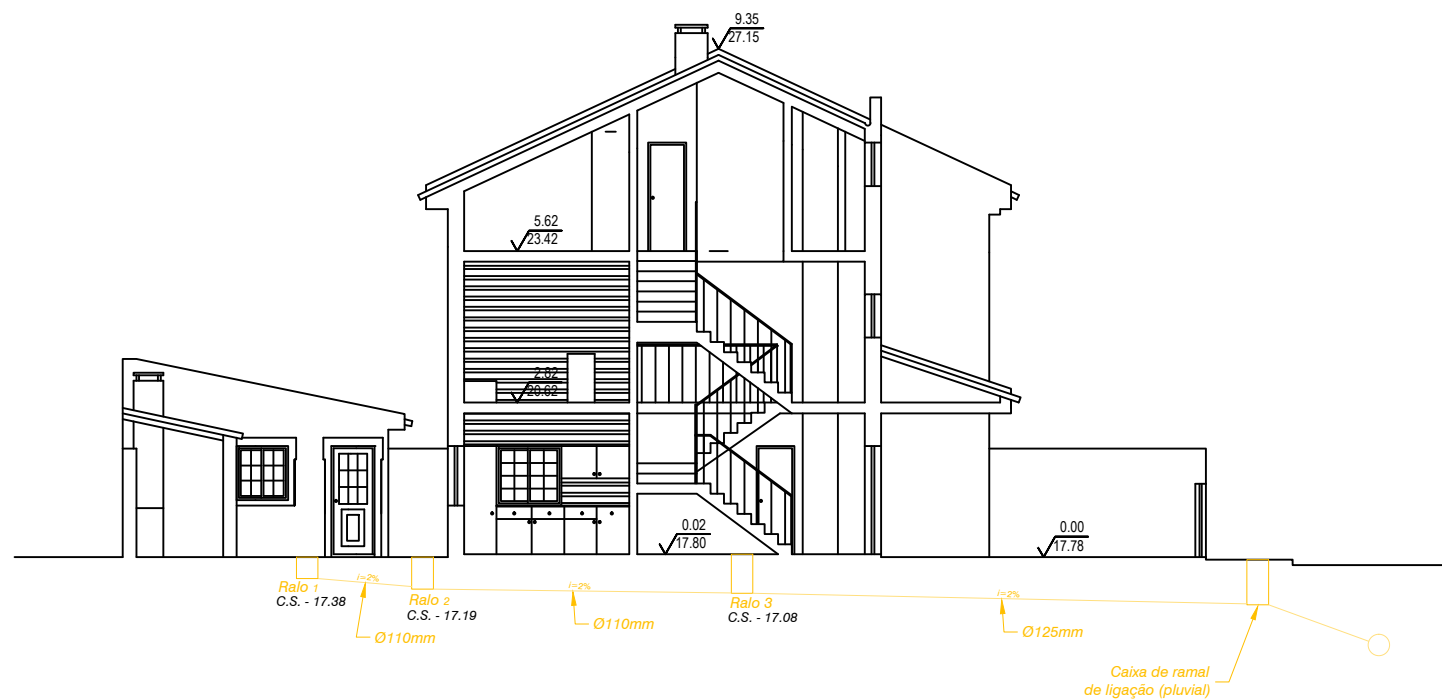 9.35
27.15
5.62
23.42
2.82
20.62
0.02
17.80
0.00
17.78
i=2%
i=2%
i=2%
Ralo 1
C.S. - 17.38
Ralo 2
C.S. - 17.19
Ralo 3
C.S. - 17.08
Ø110mm
Ø110mm
Ø125mm
Caixa de ramal
de ligação (pluvial)